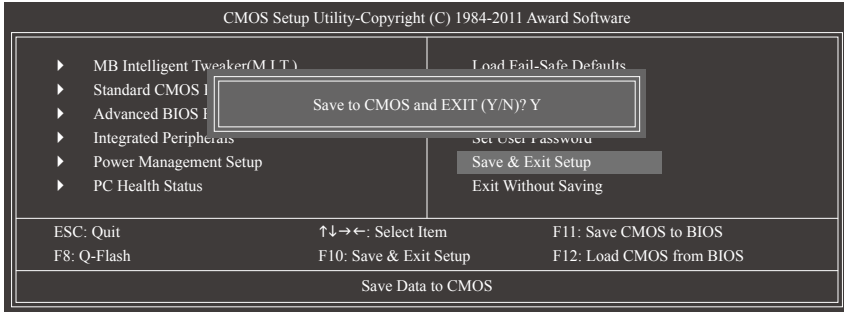 CMOS Setup Utility-Copyright (C) 1984-2011 Award Software
MB Intelligent Tweaker(M.I.T.)
Standard CMOS
Advanced BIOS
Integrated Peripherals
Power Management Setup
PC Health Status
Load Fail-Safe Defaults
Set User Password
Save & Exit Setup
Exit Without Saving
Save to CMOS and EXIT (Y/N)? Y
ESC: Quit
↑↓→←: Select Item
F11: Save CMOS to BIOS
F8: Q-Flash
F10: Save & Exit Setup
F12: Load CMOS from BIOS
Save Data to CMOS